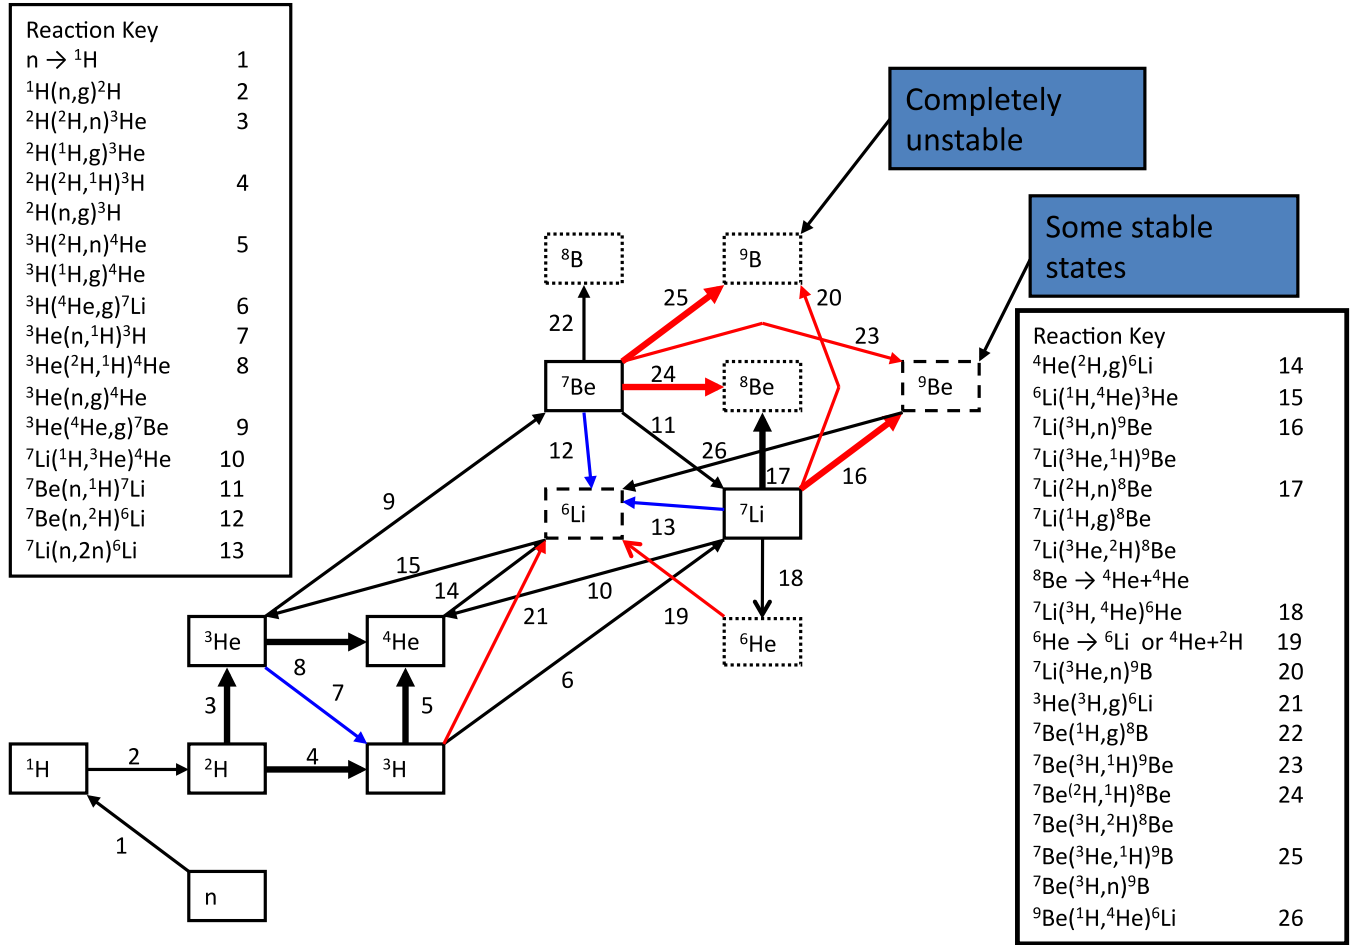 Reaction Key
n → ¹H 1
¹H(n,g)²H 2
²H(²H,n)³He 3
²H(¹H,g)³He
²H(²H,¹H)³H 4
²H(n,g)³H
³H(²H,n)⁴He 5
³H(¹H,g)⁴He
³H(⁴He,g)⁷Li 6
³He(n,¹H)³H 7
³He(²H,¹H)⁴He 8
³He(n,g)⁴He
³He(⁴He,g)⁷Be 9
⁷Li(¹H,³He)⁴He 10
⁷Be(n,¹H)⁷Li 11
⁷Be(n,²H)⁶Li 12
⁷Li(n,2n)⁶Li 13
Completely
unstable
Some stable
states
⁸B
⁹B
25
20
22
23
⁷Be
24
⁸Be
⁹Be
11
12
26
17
16
9
⁶Li
⁷Li
13
15
14
10
18
21
19
³He
⁴He
⁶He
8
7
6
3
5
¹H
2
²H
4
³H
1
n
Reaction Key
⁴He(²H,g)⁶Li 14
⁶Li(¹H,⁴He)³He 15
⁷Li(³H,n)⁹Be 16
⁷Li(³He,¹H)⁹Be
⁷Li(²H,n)⁸Be 17
⁷Li(¹H,g)⁸Be
⁷Li(³He,²H)⁸Be
⁸Be → ⁴He+⁴He
⁷Li(³H, ⁴He)⁶He 18
⁶He → ⁶Li or ⁴He+²H 19
⁷Li(³He,n)⁹B 20
³He(³H,g)⁶Li 21
⁷Be(¹H,g)⁸B 22
⁷Be(³H,¹H)⁹Be 23
⁷Be⁽²H,¹H)⁸Be 24
⁷Be(³H,²H)⁸Be
⁷Be(³He,¹H)⁹B 25
⁷Be(³H,n)⁹B
⁹Be(¹H,⁴He)⁶Li 26